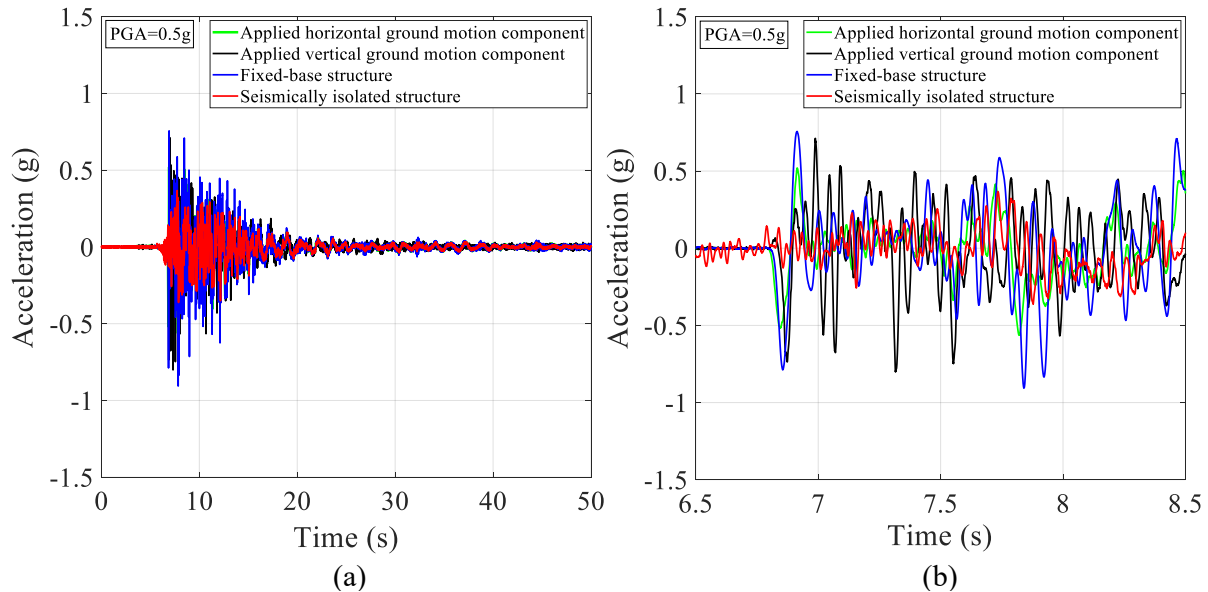 1.5
PGA=0.5g
Applied horizontal ground motion component
Applied vertical ground motion component
Fixed-base structure
Seismically isolated structure
1
0.5
0
-0.5
-1
-1.5
Acceleration (g)
0 10 20 30 40 50
Time (s)
(a)
1.5
PGA=0.5g
Applied horizontal ground motion component
Applied vertical ground motion component
Fixed-base structure
Seismically isolated structure
1
0.5
0
-0.5
-1
-1.5
Acceleration (g)
6.5 7 7.5 8 8.5
Time (s)
(b)